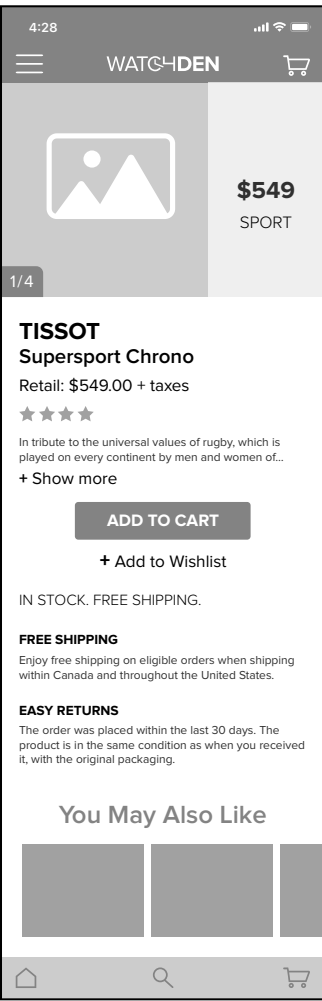 4:28
WATCHDEN
$549
SPORT
1/4
TISSOT
Supersport Chrono
Retail: $549.00 + taxes
In tribute to the universal values of rugby, which is
played on every continent by men and women of...
+ Show more
ADD TO CART
+ Add to Wishlist
IN STOCK. FREE SHIPPING.
FREE SHIPPING
Enjoy free shipping on eligible orders when shipping
within Canada and throughout the United States.
EASY RETURNS
The order was placed within the last 30 days. The
product is in the same condition as when you received
it, with the original packaging.
You May Also Like